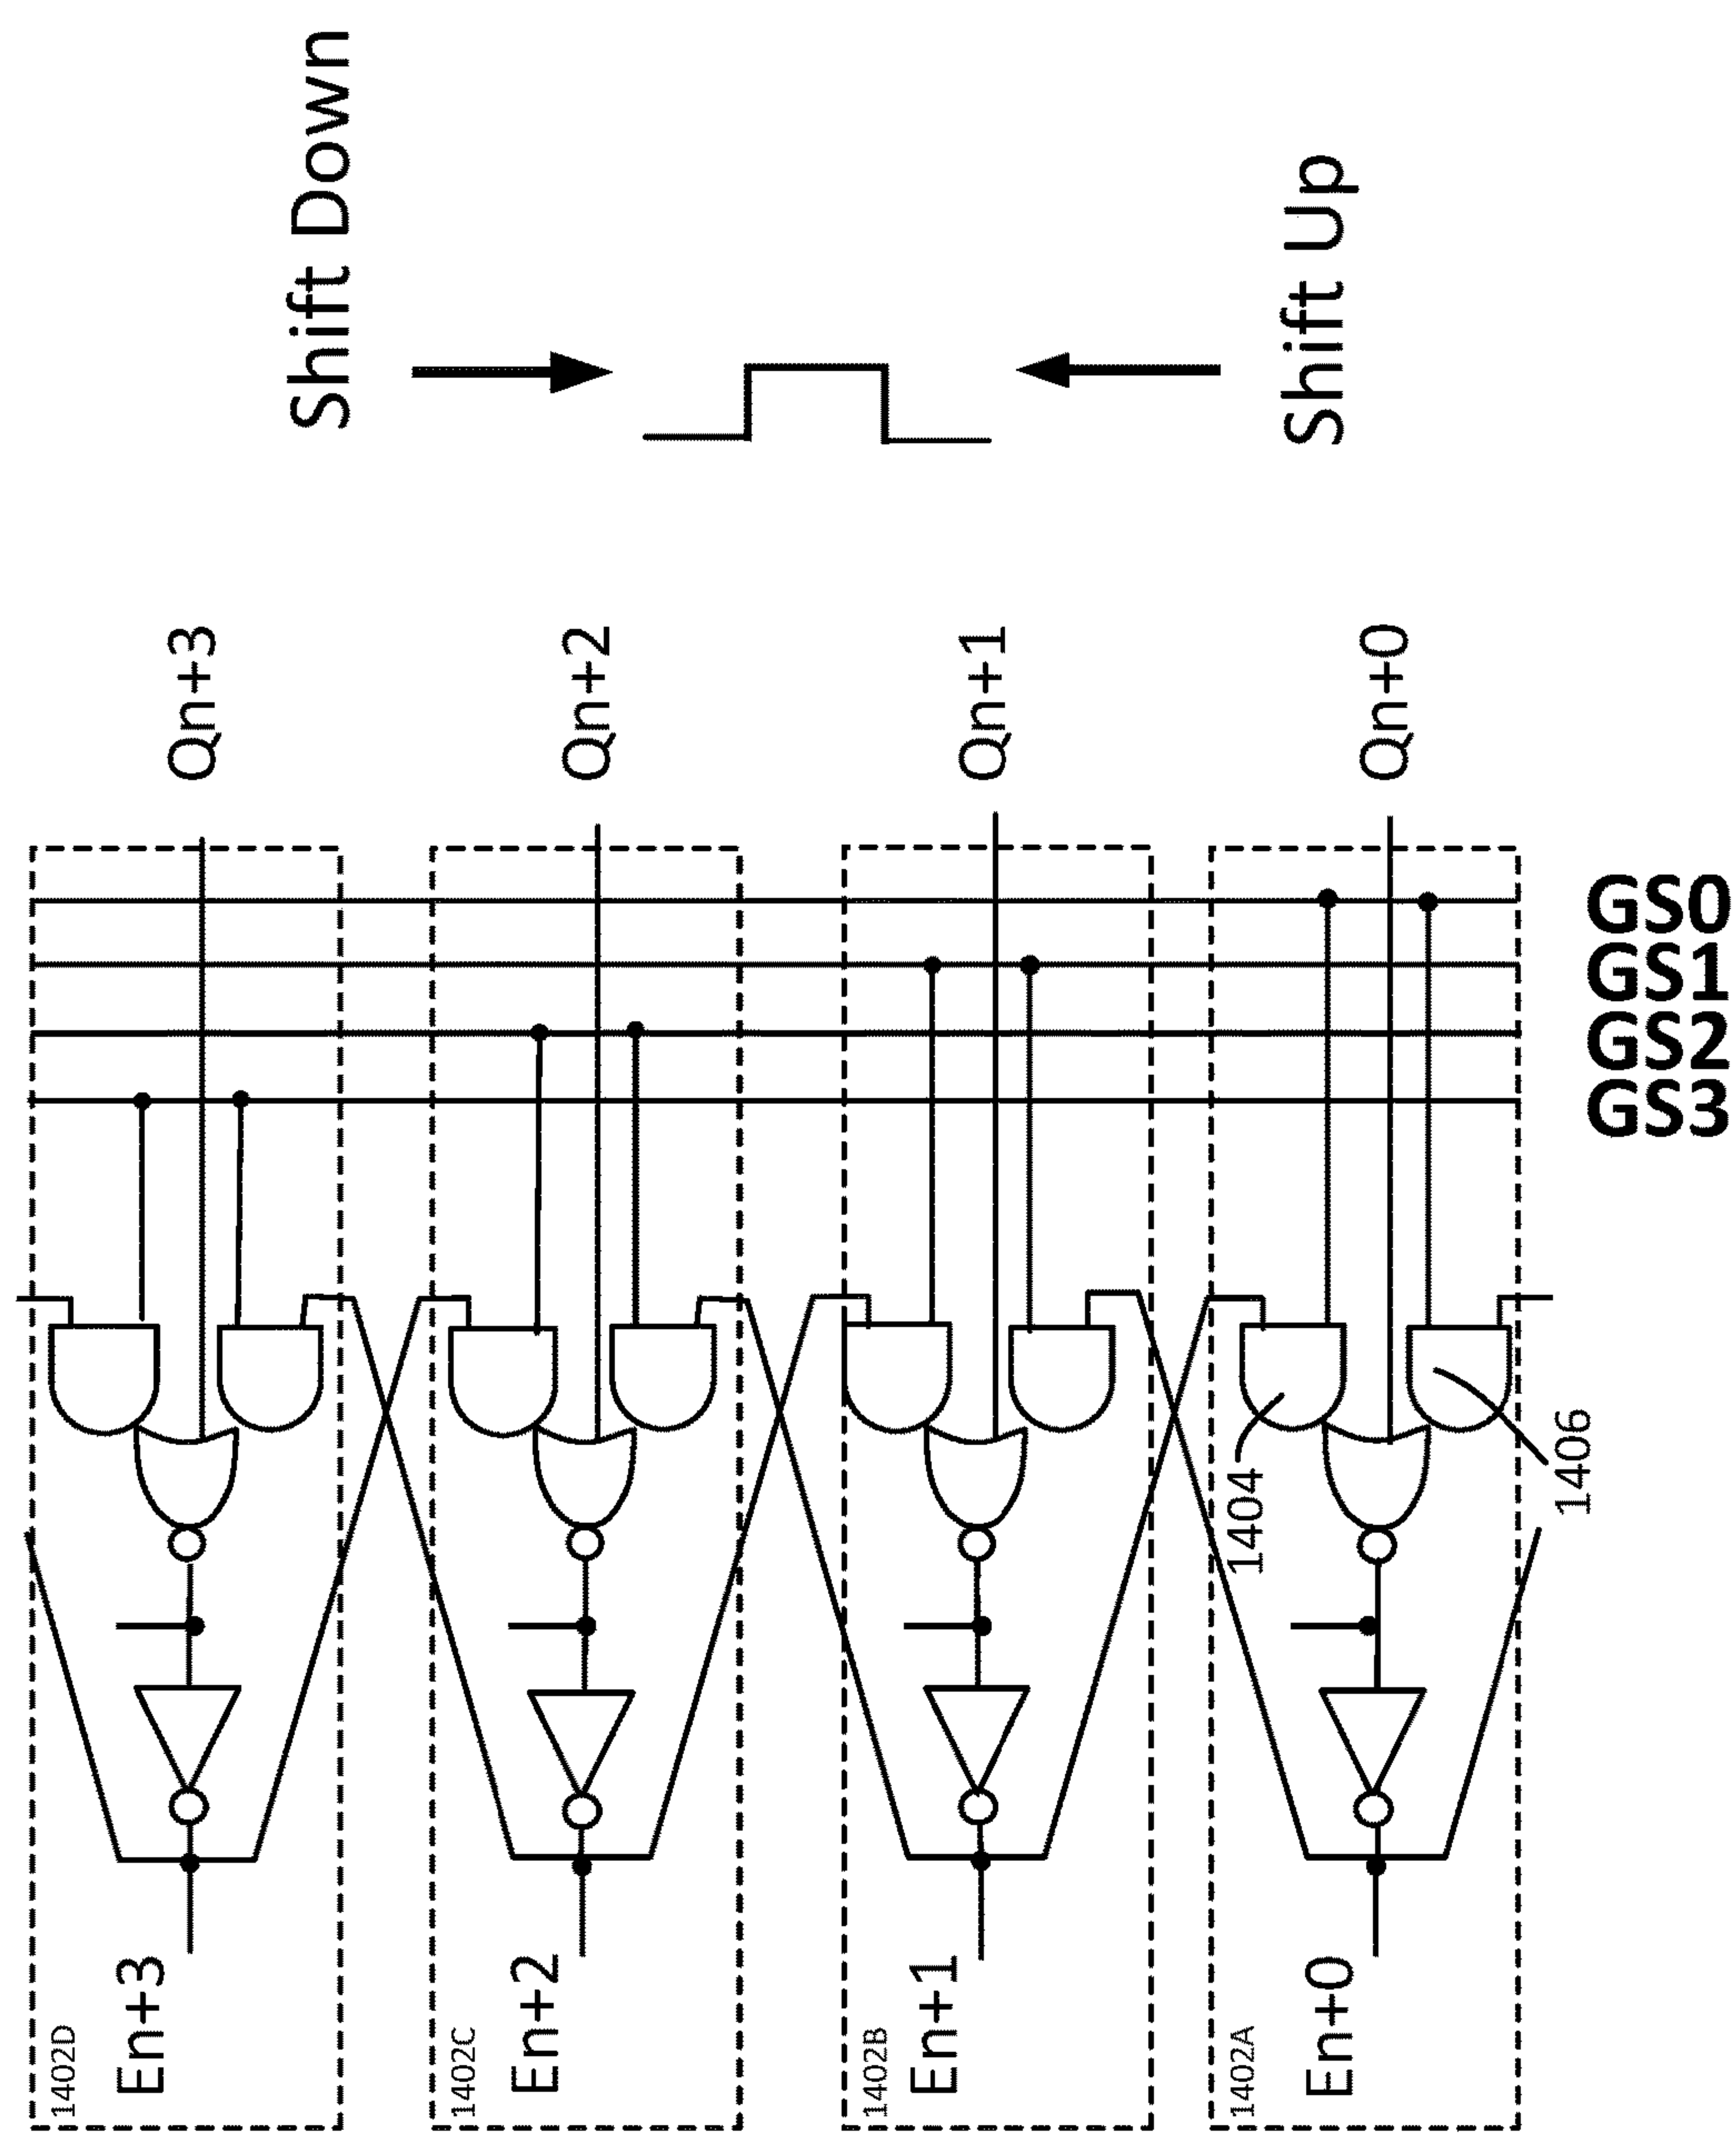 Shift Down
Shift Up
Qn+3
Qn+2
Qn+1
Qn+0
GS0
GS1
GS2
GS3
1404
1406
En+3
En+2
En+1
En+0
1402D
1402C
1402B
1402A